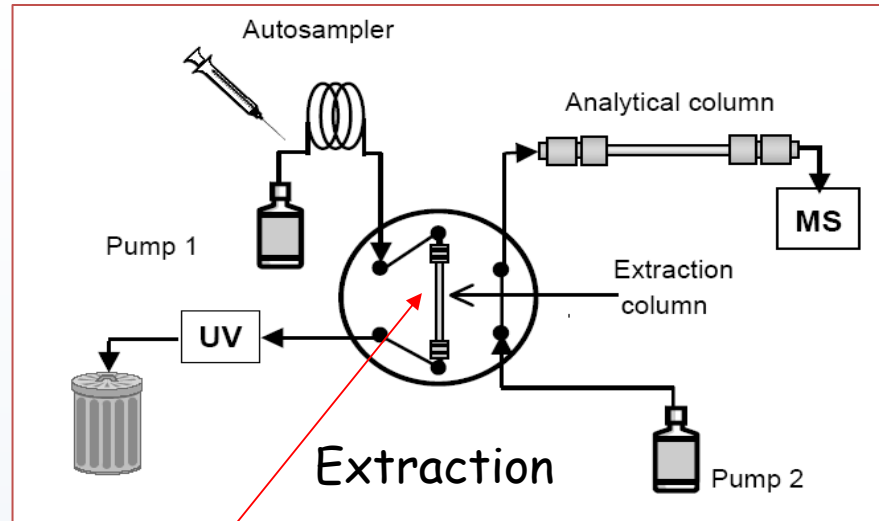 Autosampler
Analytical column
MS
Pump 1
Extraction
column
UV
Extraction
Pump 2